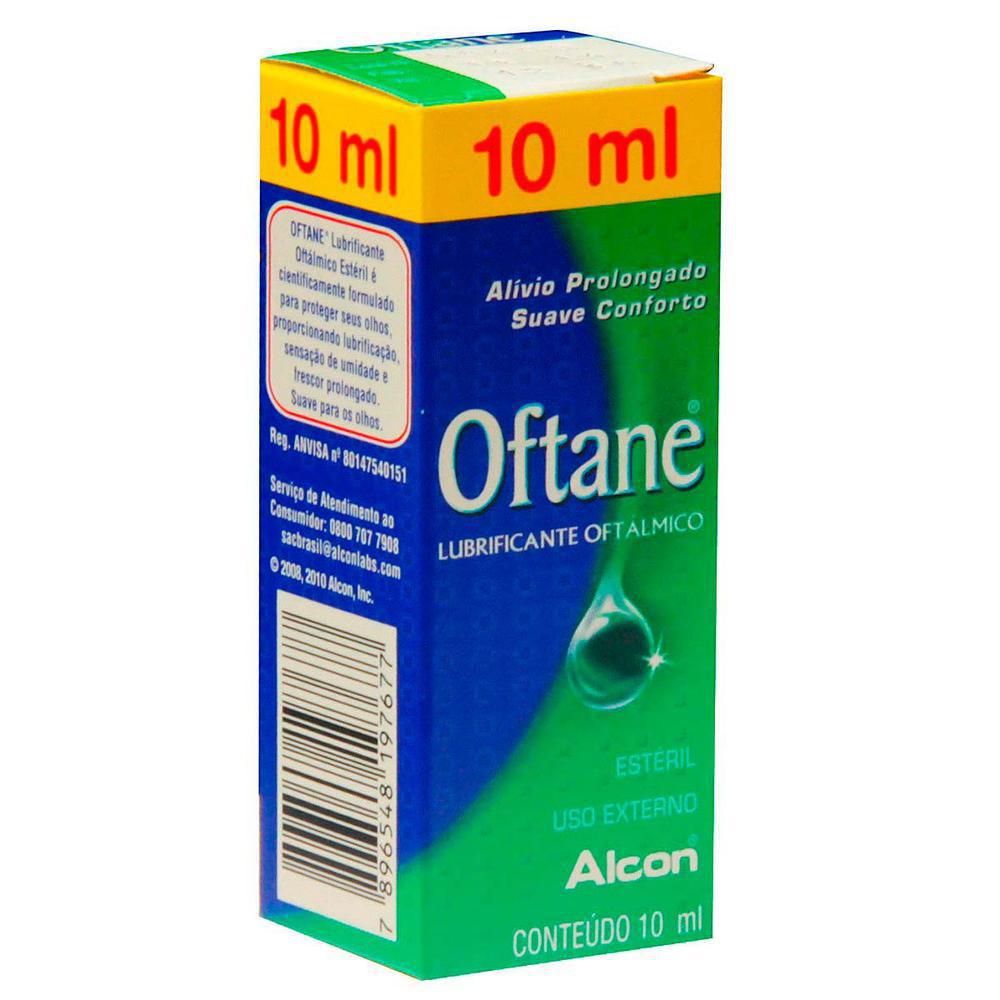 Oftane
10 ml
OFTANE® Lubrificante
Oftálmico Estéril é
cientificamente formulado
para proteger seus olhos,
proporcionando lubrificação,
sensação de umidade e
frescor prolongado.
Suave para os olhos.
Reg. ANVISA nº 80147540151
Serviço de Atendimento ao
Consumidor: 0800 707 7908
sacbrasil@alconlabs.com
© 2008, 2010 Alcon, Inc.
7 896548 197677
10 ml
Alívio Prolongado
Suave Conforto
Oftane®
LUBRIFICANTE OFTÁLMICO
ESTÉRIL
USO EXTERNO
Alcon®
CONTEÚDO 10 ml